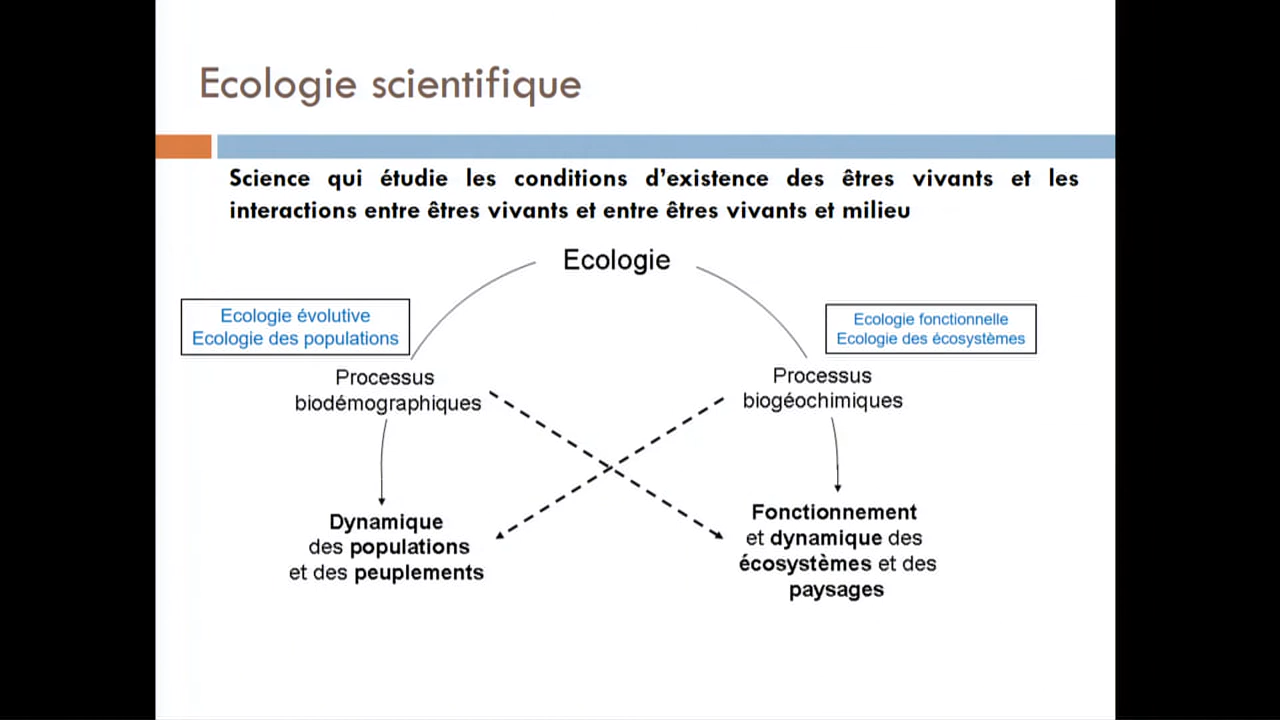 Ecologie scientifique
Science qui étudie les conditions d’existence des êtres vivants et les
interactions entre êtres vivants et entre êtres vivants et milieu
Ecologie
Ecologie évolutive
Ecologie des populations
Ecologie fonctionnelle
Ecologie des écosystèmes
Processus
biodémographiques
Processus
biogéochimiques
Dynamique
des populations
et des peuplements
Fonctionnement
et dynamique des
écosystèmes et des
paysages